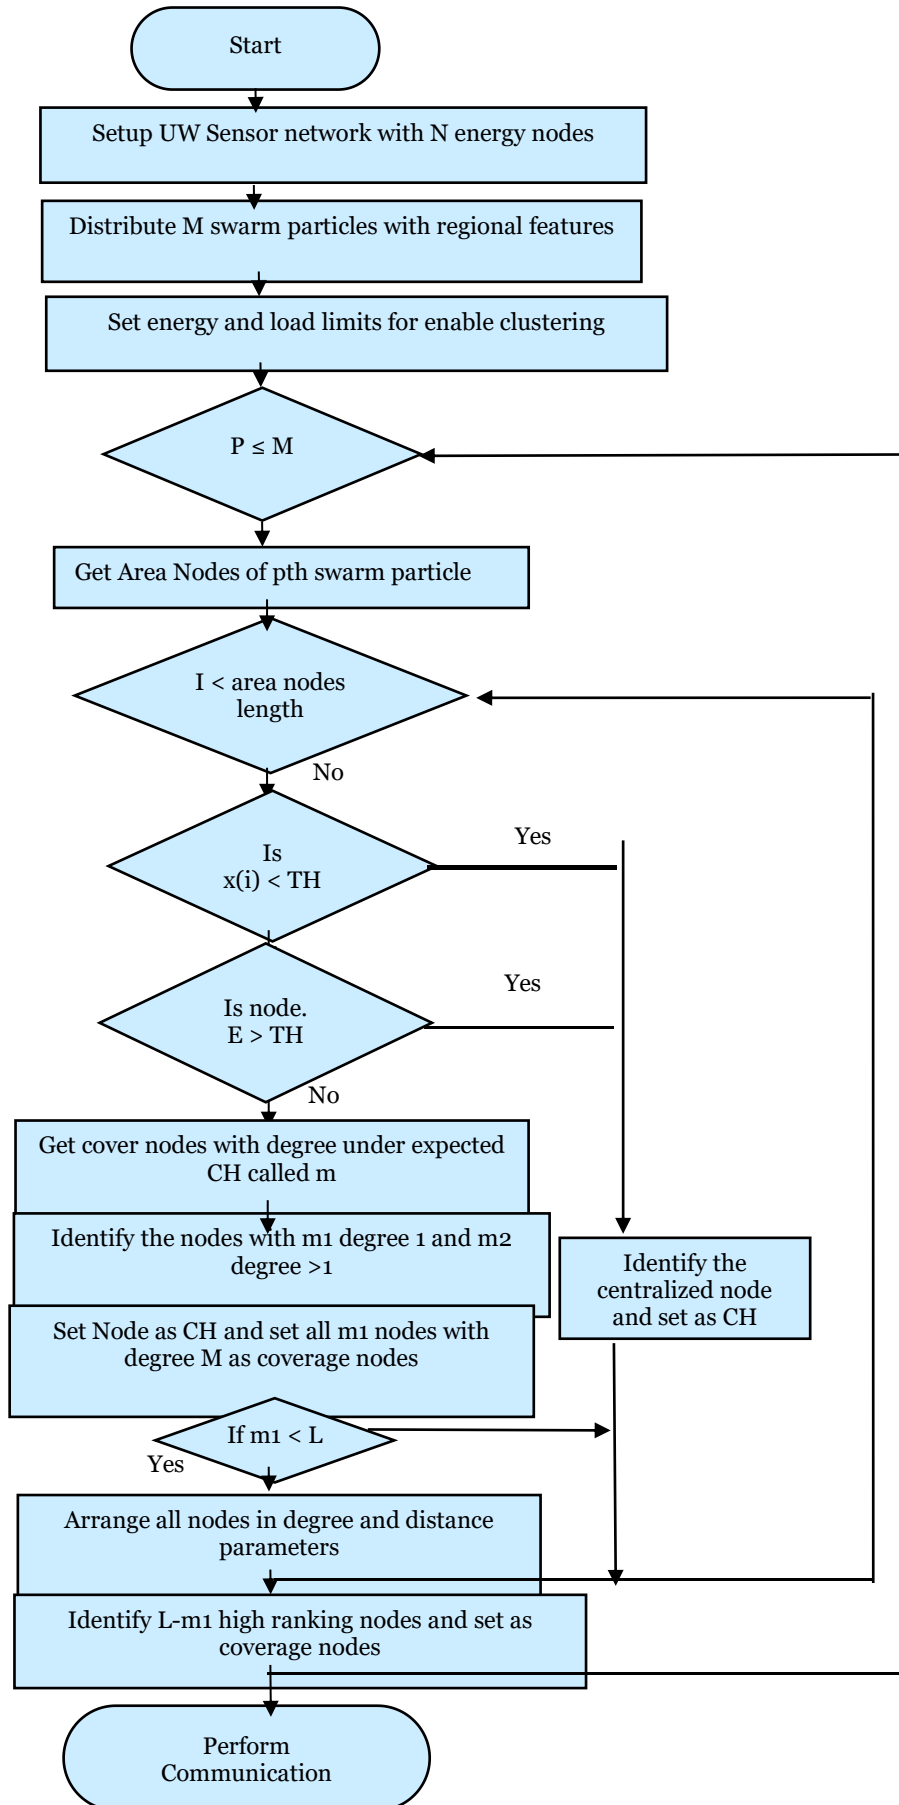 Start
Setup UW Sensor network with N energy nodes
Distribute M swarm particles with regional features
Set energy and load limits for enable clustering
P ≤ M
Get Area Nodes of pth swarm particle
I < area nodes
length
No
Is
x(i) < TH
Yes
Is node.
E > TH
Yes
No
Get cover nodes with degree under expected
CH called m
Identify the nodes with m1 degree 1 and m2
degree >1
Identify the
centralized node
and set as CH
Set Node as CH and set all m1 nodes with
degree M as coverage nodes
If m1 < L
Yes
Arrange all nodes in degree and distance
parameters
Identify L-m1 high ranking nodes and set as
coverage nodes
Perform
Communication